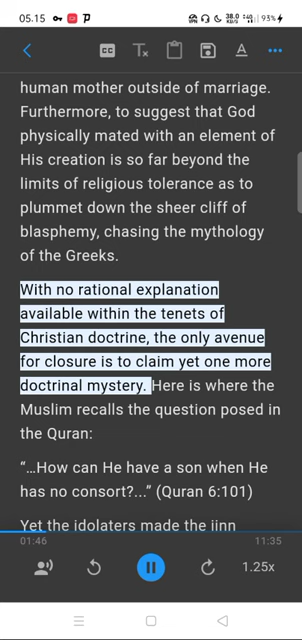 05.15
38.0 KB/S
93%
CC
human mother outside of marriage.
Furthermore, to suggest that God
physically mated with an element of
His creation is so far beyond the
limits of religious tolerance as to
plummet down the sheer cliff of
blasphemy, chasing the mythology
of the Greeks.
With no rational explanation
available within the tenets of
Christian doctrine, the only avenue
for closure is to claim yet one more
doctrinal mystery. Here is where the
Muslim recalls the question posed in
the Quran:
“…How can He have a son when He
has no consort?...” (Quran 6:101)
Yet the idolaters made the jinn
01:46
11:35
1.25x